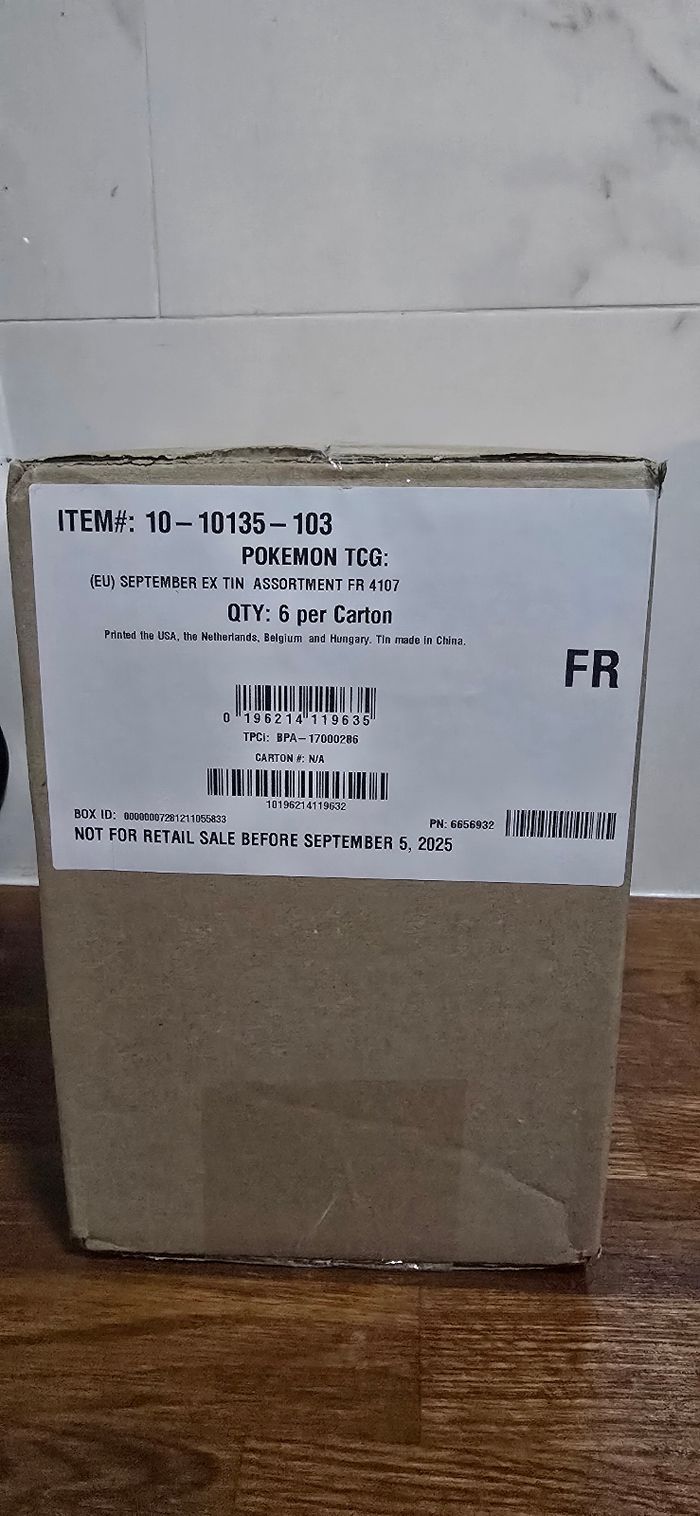 ITEM#: 10-10135-103
POKEMON TCG:
(EU) SEPTEMBER EX TIN ASSORTMENT FR 4107
QTY: 6 per Carton
Printed the USA, the Netherlands, Belgium and Hungary. Tin made in China.
FR
0 196214 119635
TPCi: BPA-17000286
CARTON #: N/A
10196214119632
BOX ID: 00000007281211055833
PN: 6656932
NOT FOR RETAIL SALE BEFORE SEPTEMBER 5, 2025